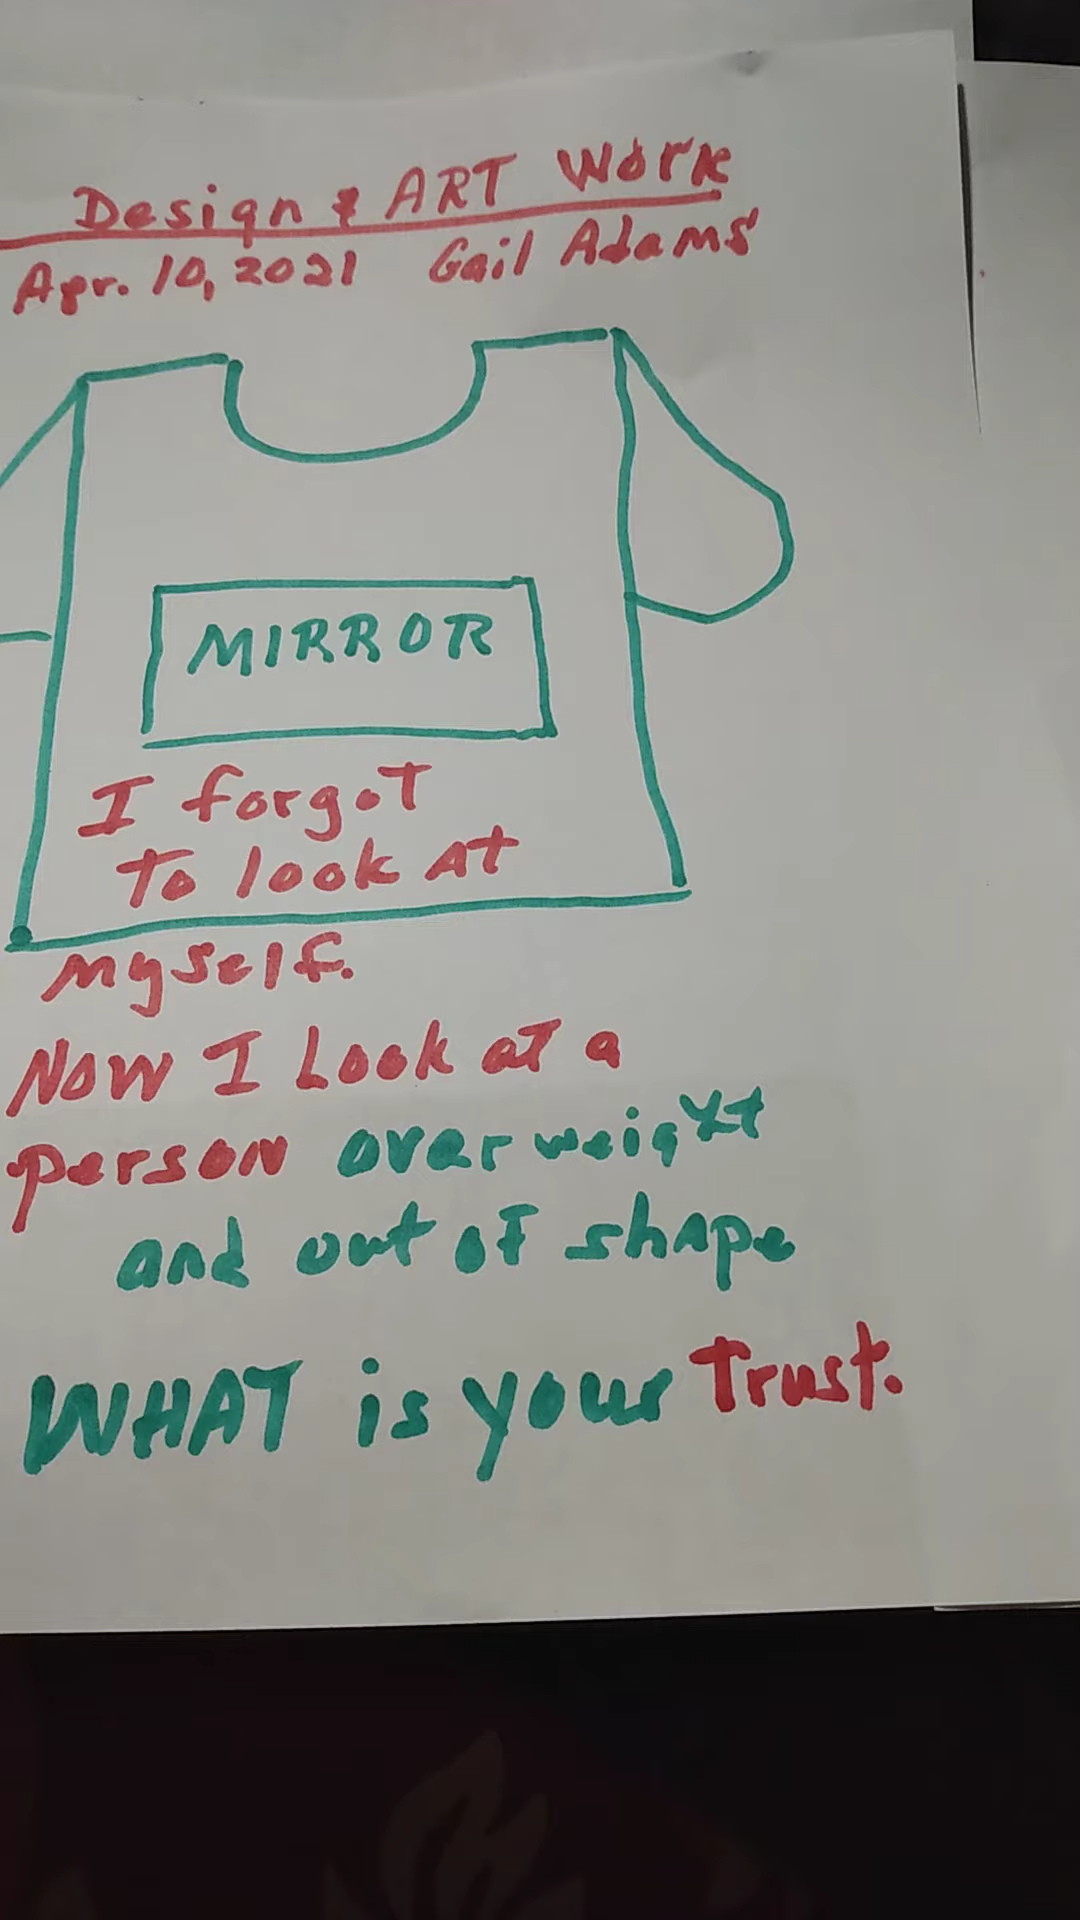 Design & ART Work
Apr. 10, 2021 Gail Adams
MIRROR
I forgot
To look At
myself.
Now I Look at a
person overweight
and out of shape
WHAT is your Trust.